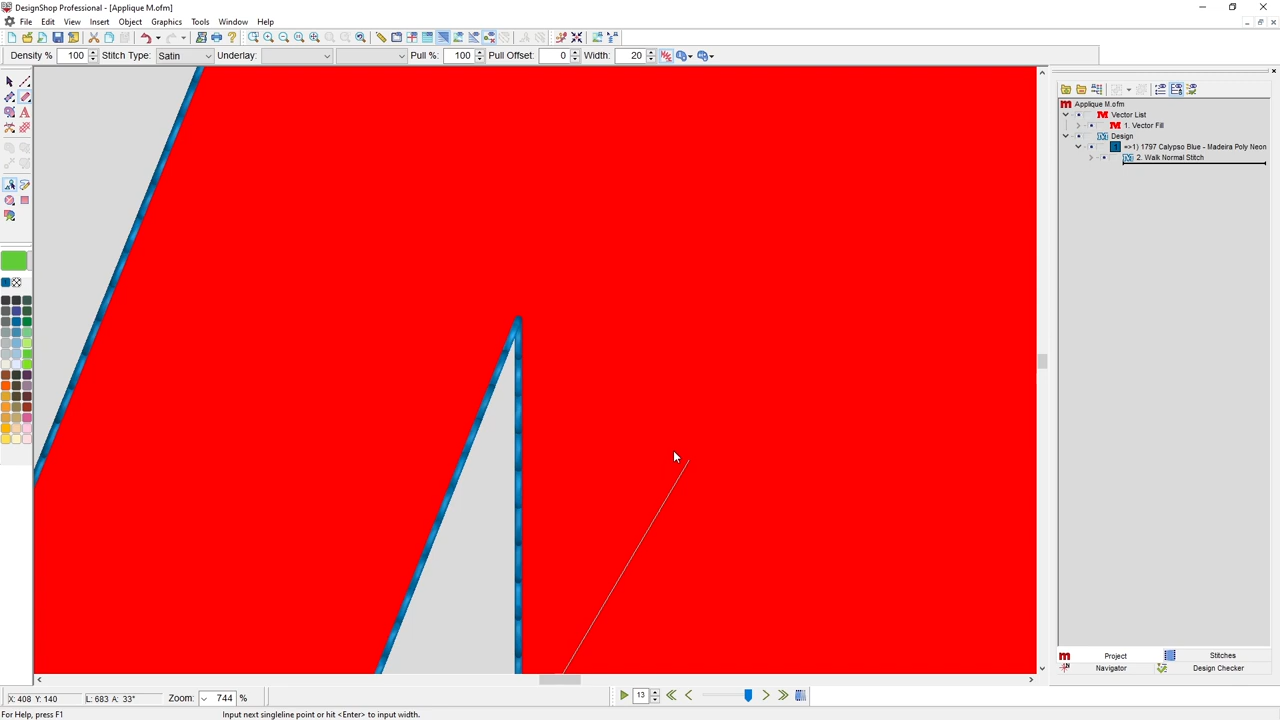 DesignShop Professional - [Applique M.ofm]
File Edit View Insert Object Graphics Tools Window Help
Density % 100 Stitch Type: Satin Underlay: Pull % 100 Pull Offset: 0 Width: 20
Applique M.ofm
Vector List
1. Vector Fill
Design
1 =>1) 1797 Calypso Blue - Madeira Poly Neon
2. Walk Normal Stitch
Project Stitches
Navigator Design Checker
X: 408 Y: 140 L: 683 A: 33° Zoom: 744 % 13
For Help, press F1 Input next singleline point or hit <Enter> to input width.